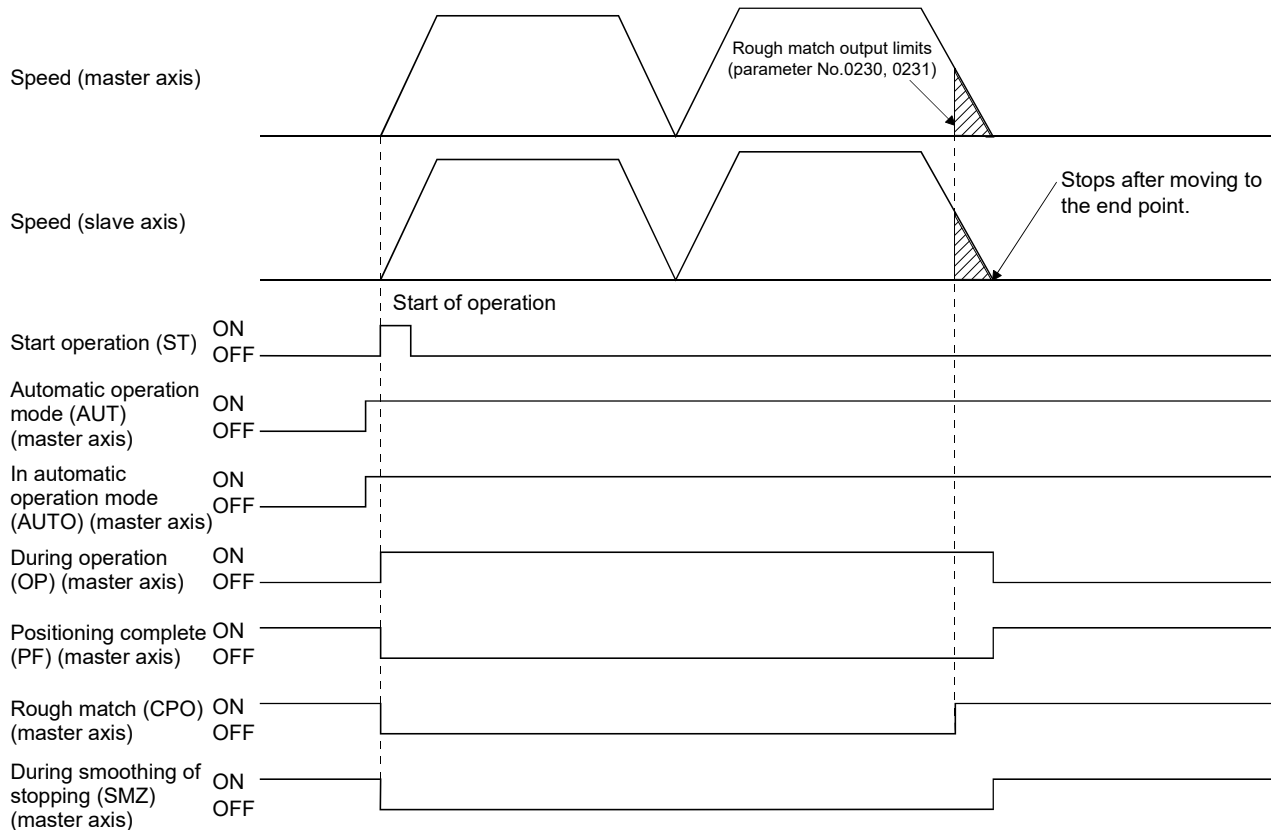 Rough match output limits
(parameter No.0230, 0231)
Speed (master axis)
Stops after moving to
the end point.
Speed (slave axis)
Start of operation
Start operation (ST)
ON
OFF
Automatic operation
mode (AUT)
(master axis)
ON
OFF
In automatic
operation mode
(AUTO) (master axis)
ON
OFF
During operation
(OP) (master axis)
ON
OFF
Positioning complete
(PF) (master axis)
ON
OFF
Rough match (CPO)
(master axis)
ON
OFF
During smoothing of
stopping (SMZ)
(master axis)
ON
OFF